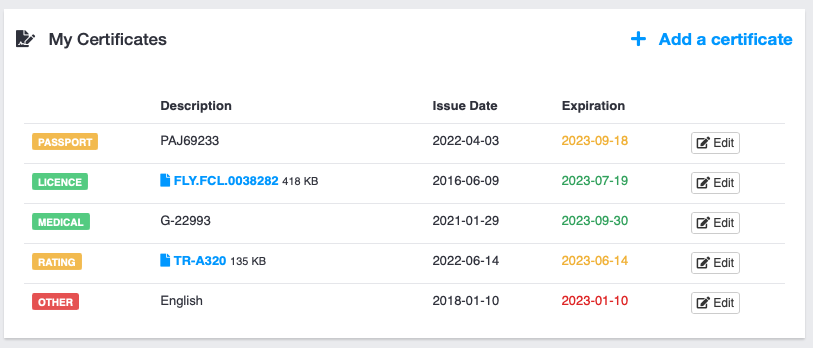 My Certificates
+ Add a certificate
Description Issue Date Expiration
PASSPORT PAJ69233 2022-04-03 2023-09-18 Edit
LICENCE FLY.FCL.0038282 418 KB 2016-06-09 2023-07-19 Edit
MEDICAL G-22993 2021-01-29 2023-09-30 Edit
RATING TR-A320 135 KB 2022-06-14 2023-06-14 Edit
OTHER English 2018-01-10 2023-01-10 Edit